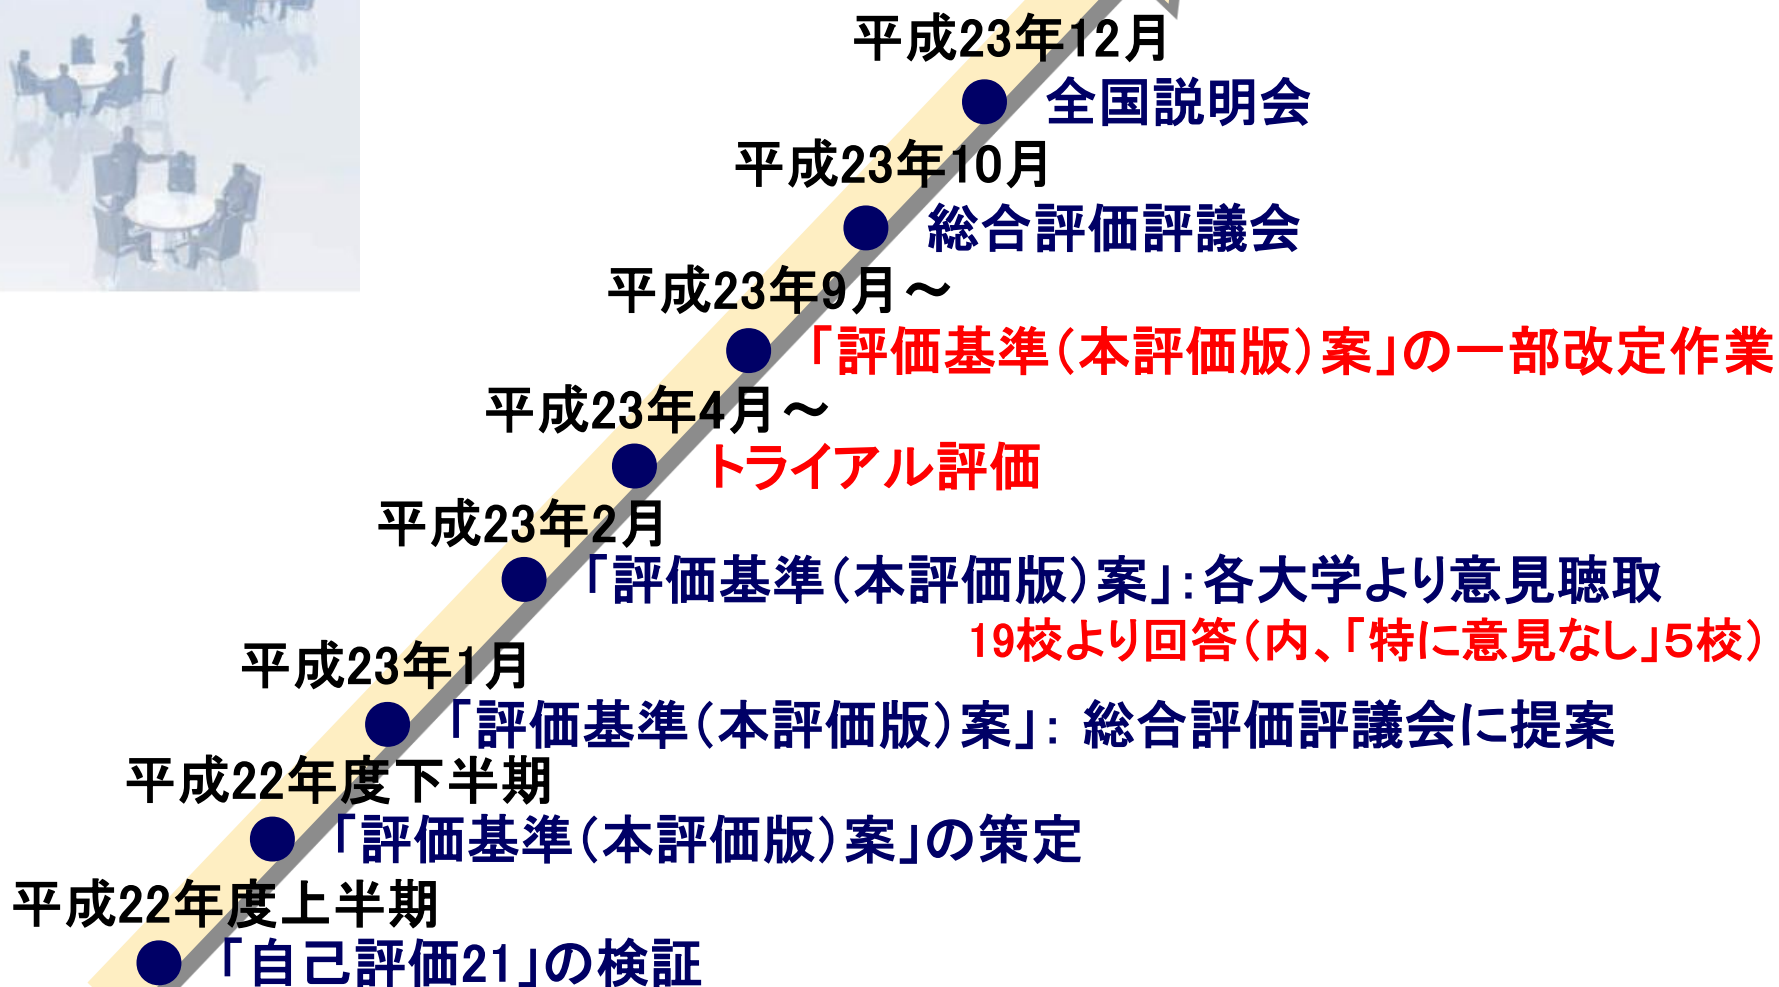 平成23年12月
全国説明会
平成23年10月
総合評価評議会
平成23年9月～
「評価基準(本評価版)案」の一部改定作業
平成23年4月～
トライアル評価
平成23年2月
「評価基準(本評価版)案」:各大学より意見聴取
19校より回答(内、「特に意見なし」5校)
平成23年1月
「評価基準(本評価版)案」: 総合評価評議会に提案
平成22年度下半期
「評価基準(本評価版)案」の策定
平成22年度上半期
「自己評価21」の検証